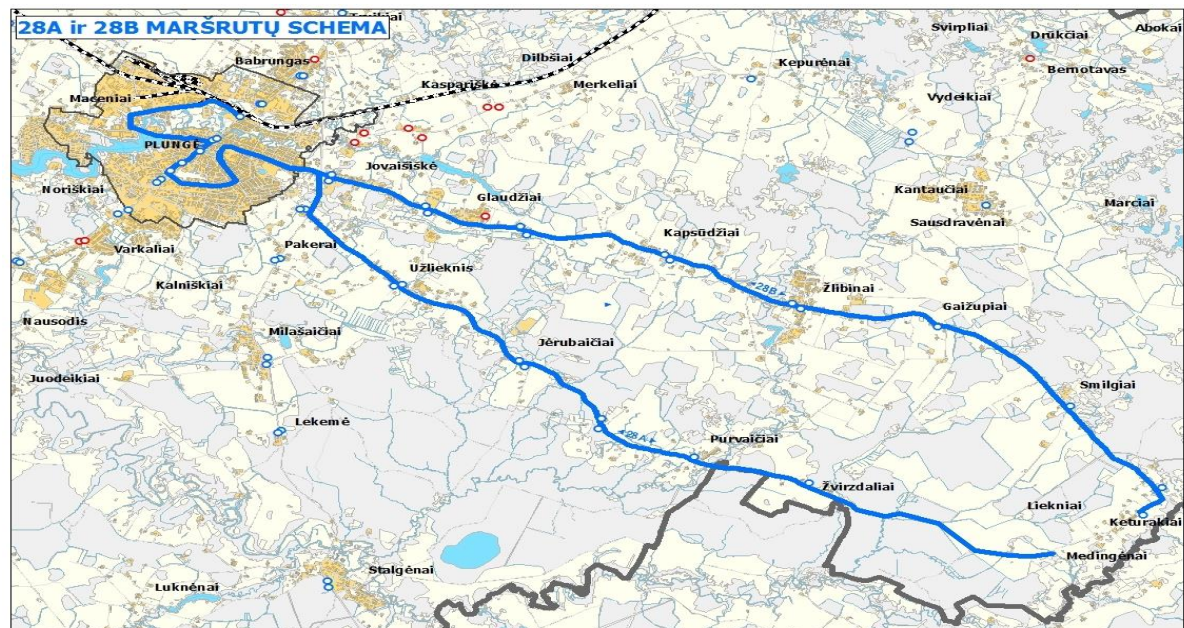 28A ir 28B MARŠRUTŲ SCHEMA
Svirpliai
Drūkčiai
Abokai
Babrungas
Dilbšiai
Kepurėnai
Bernotavas
Kaspariškė
Merkeliai
Maceniai
Vydeikiai
PLUNGĖ
Jovaišiškė
Noriškiai
Glaudžiai
Kantaučiai
Marciai
Sausdravėnai
Varkaliai
Pakerai
Kapsūdžiai
Užlieknis
Kalniškiai
28B
Žlibinai
Gaižupiai
Nausodis
Milašaičiai
Jėrubaičiai
Juodeikiai
Smilgiai
Lekemė
28A
Purvaičiai
Žvirzdaliai
Liekniai
Keturakiai
Medingėnai
Stalgėnai
Luknėnai